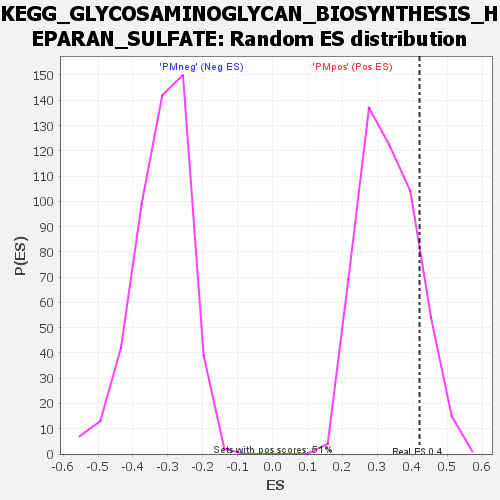 KEGG_GLYCOSAMINOGLYCAN_BIOSYNTHESIS_H
EPARAN_SULFATE: Random ES distribution
'PMneg' (Neg ES) 'PMpos' (Pos ES)
150
140
130
120
110
100
90
80
70
60
50
40
30
20
10
0
P(ES)
Sets with pos scores: 51%
Real ES 0.4
-0.6 -0.5 -0.4 -0.3 -0.2 -0.1 0.0 0.1 0.2 0.3 0.4 0.5 0.6
ES